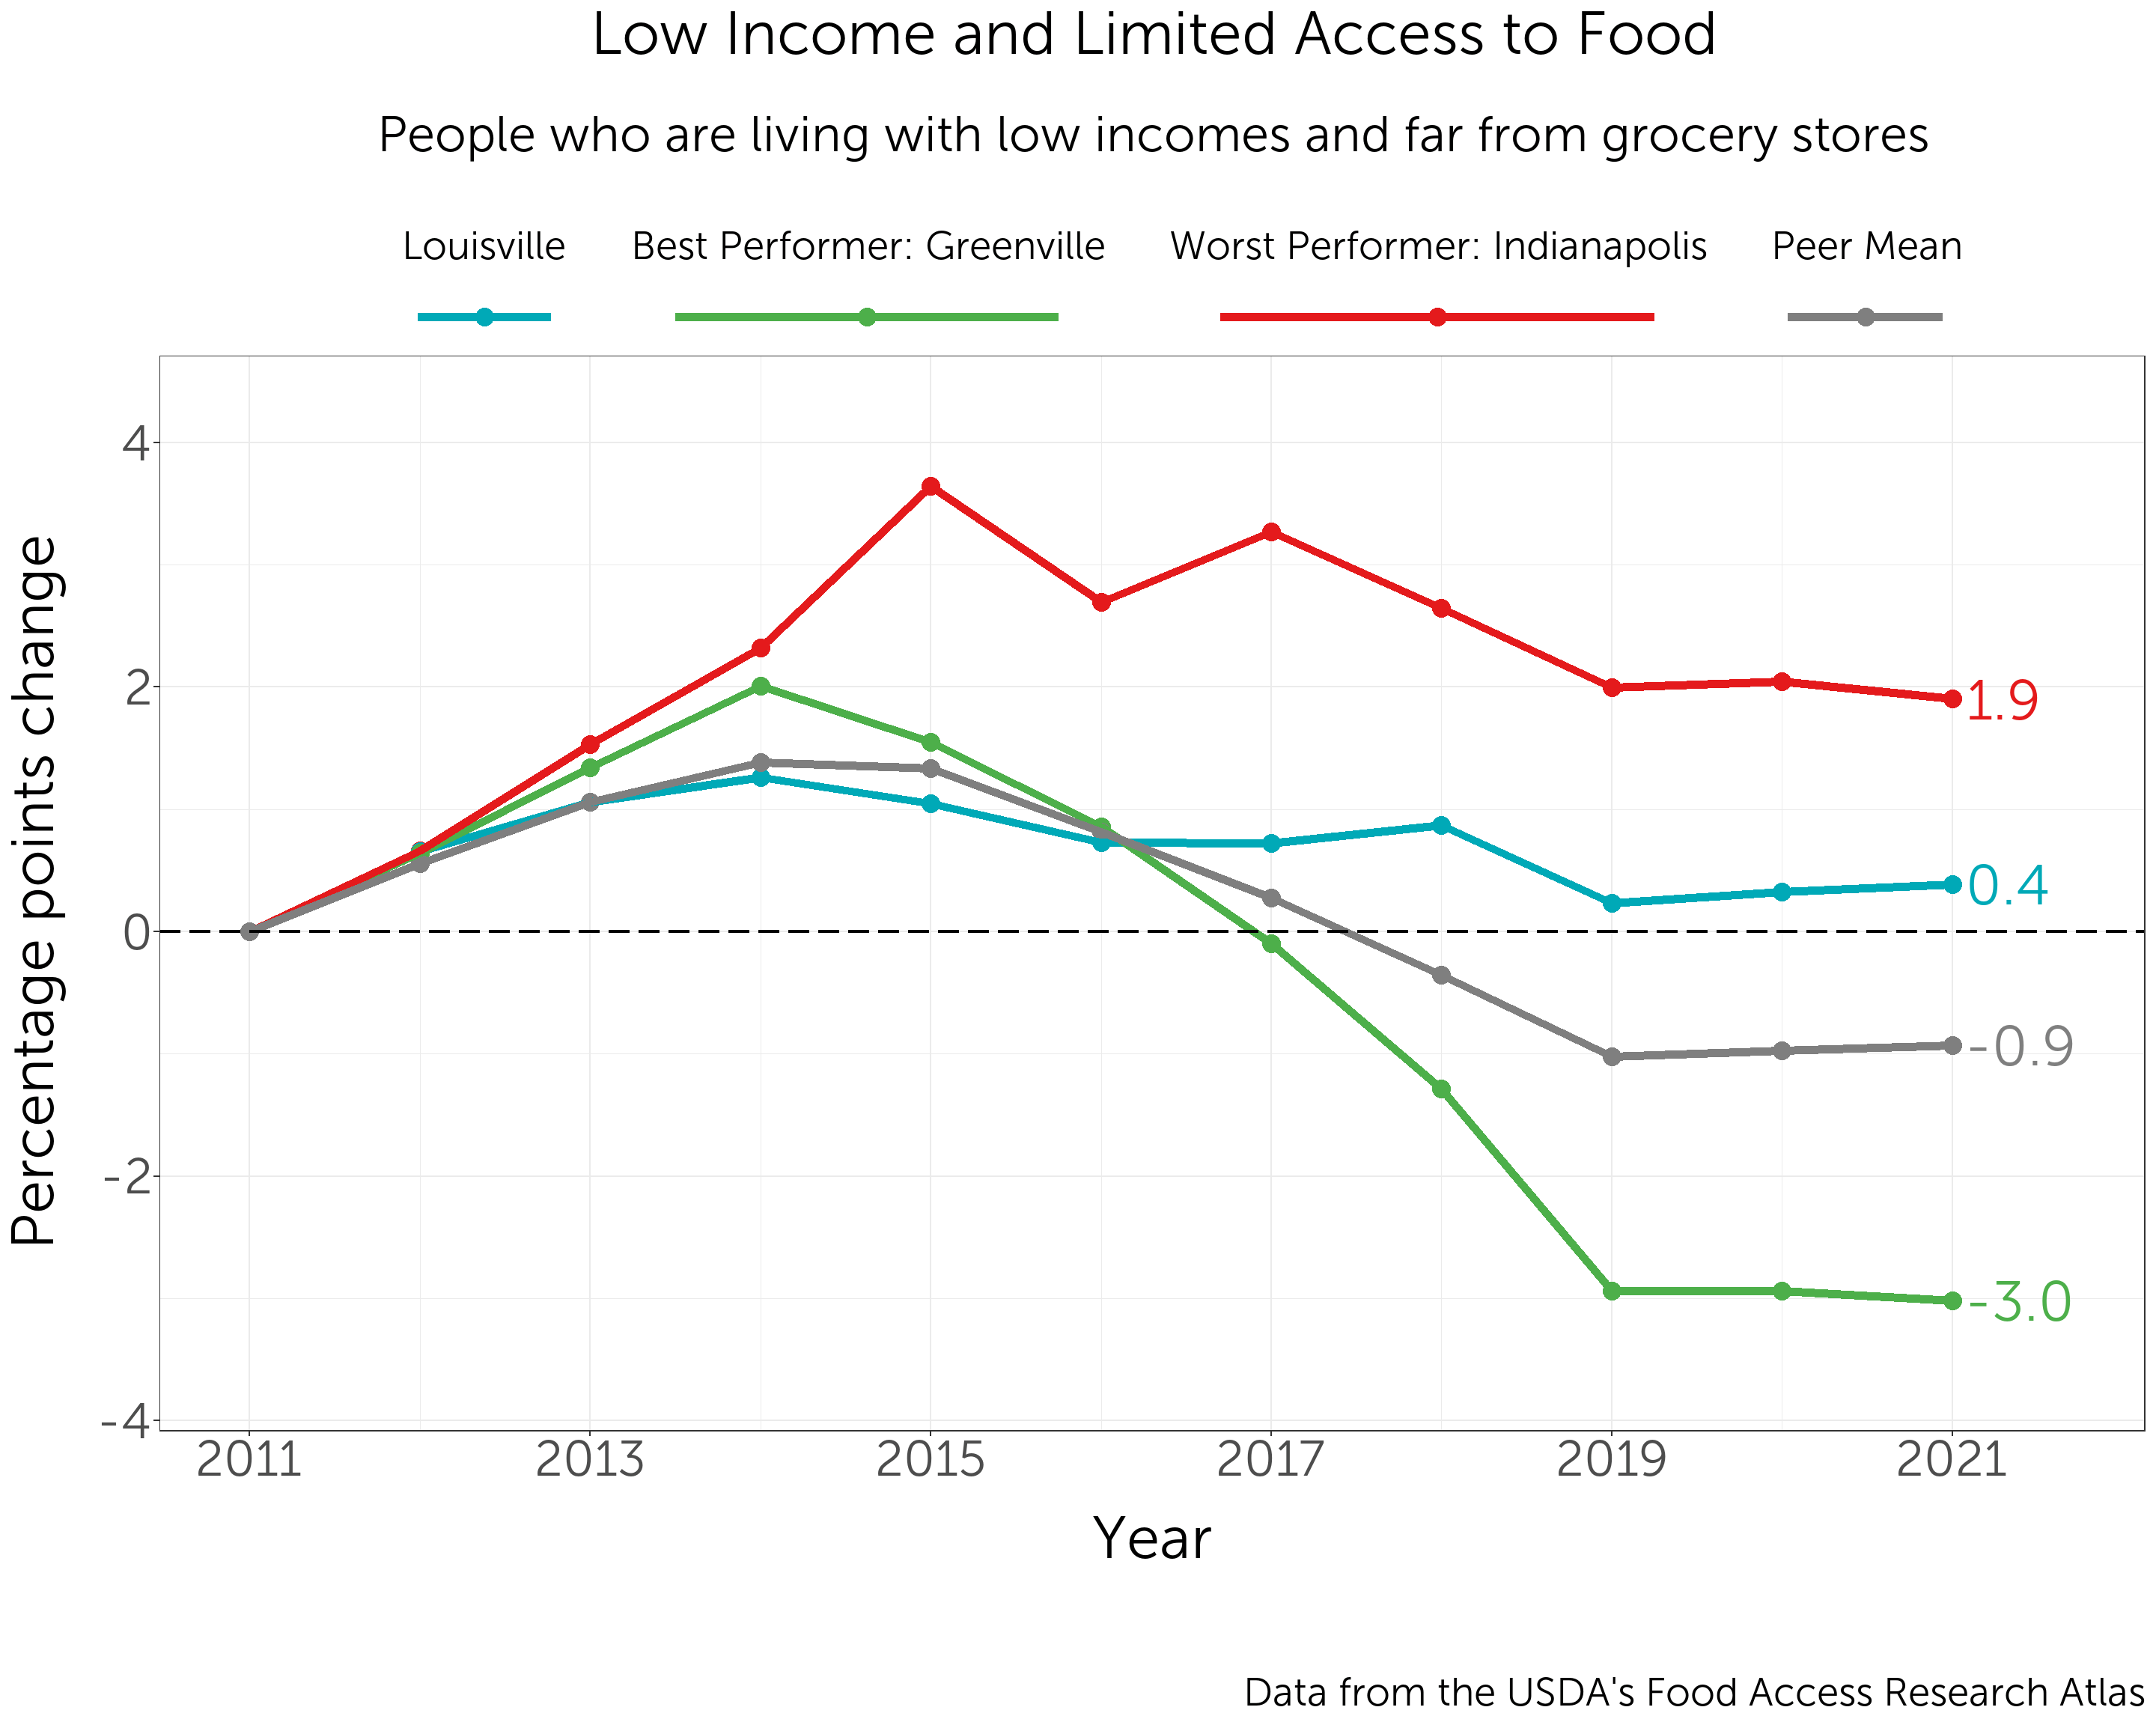 Low Income and Limited Access to Food
People who are living with low incomes and far from grocery stores
Louisville Best Performer: Greenville Worst Performer: Indianapolis Peer Mean
Percentage points change
4
2
0
-2
-4
1.9
0.4
-0.9
-3.0
2011 2013 2015 2017 2019 2021
Year
Data from the USDA's Food Access Research Atlas